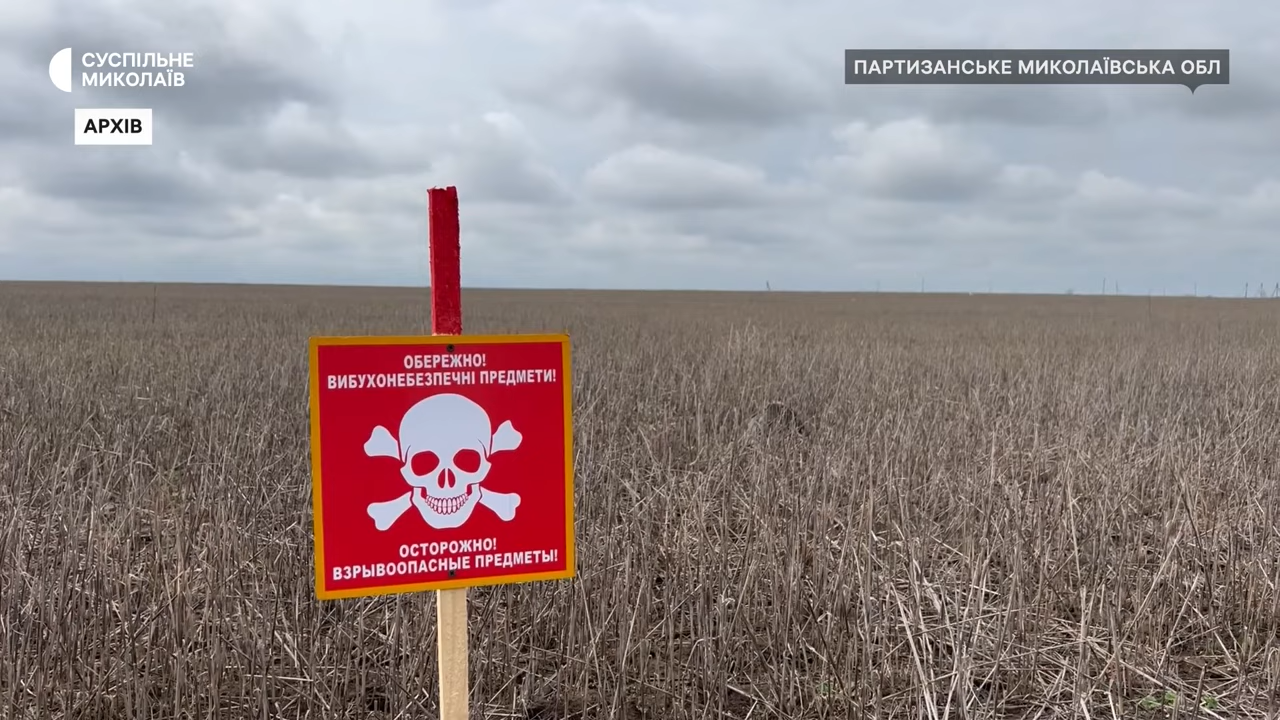 СУСПІЛЬНЕ
МИКОЛАЇВ
АРХІВ
ПАРТИЗАНСЬКЕ МИКОЛАЇВСЬКА ОБЛ
ОБЕРЕЖНО!
ВИБУХОНЕБЕЗПЕЧНІ ПРЕДМЕТИ!
ОСТОРОЖНО!
ВЗРЫВООПАСНЫЕ ПРЕДМЕТЫ!